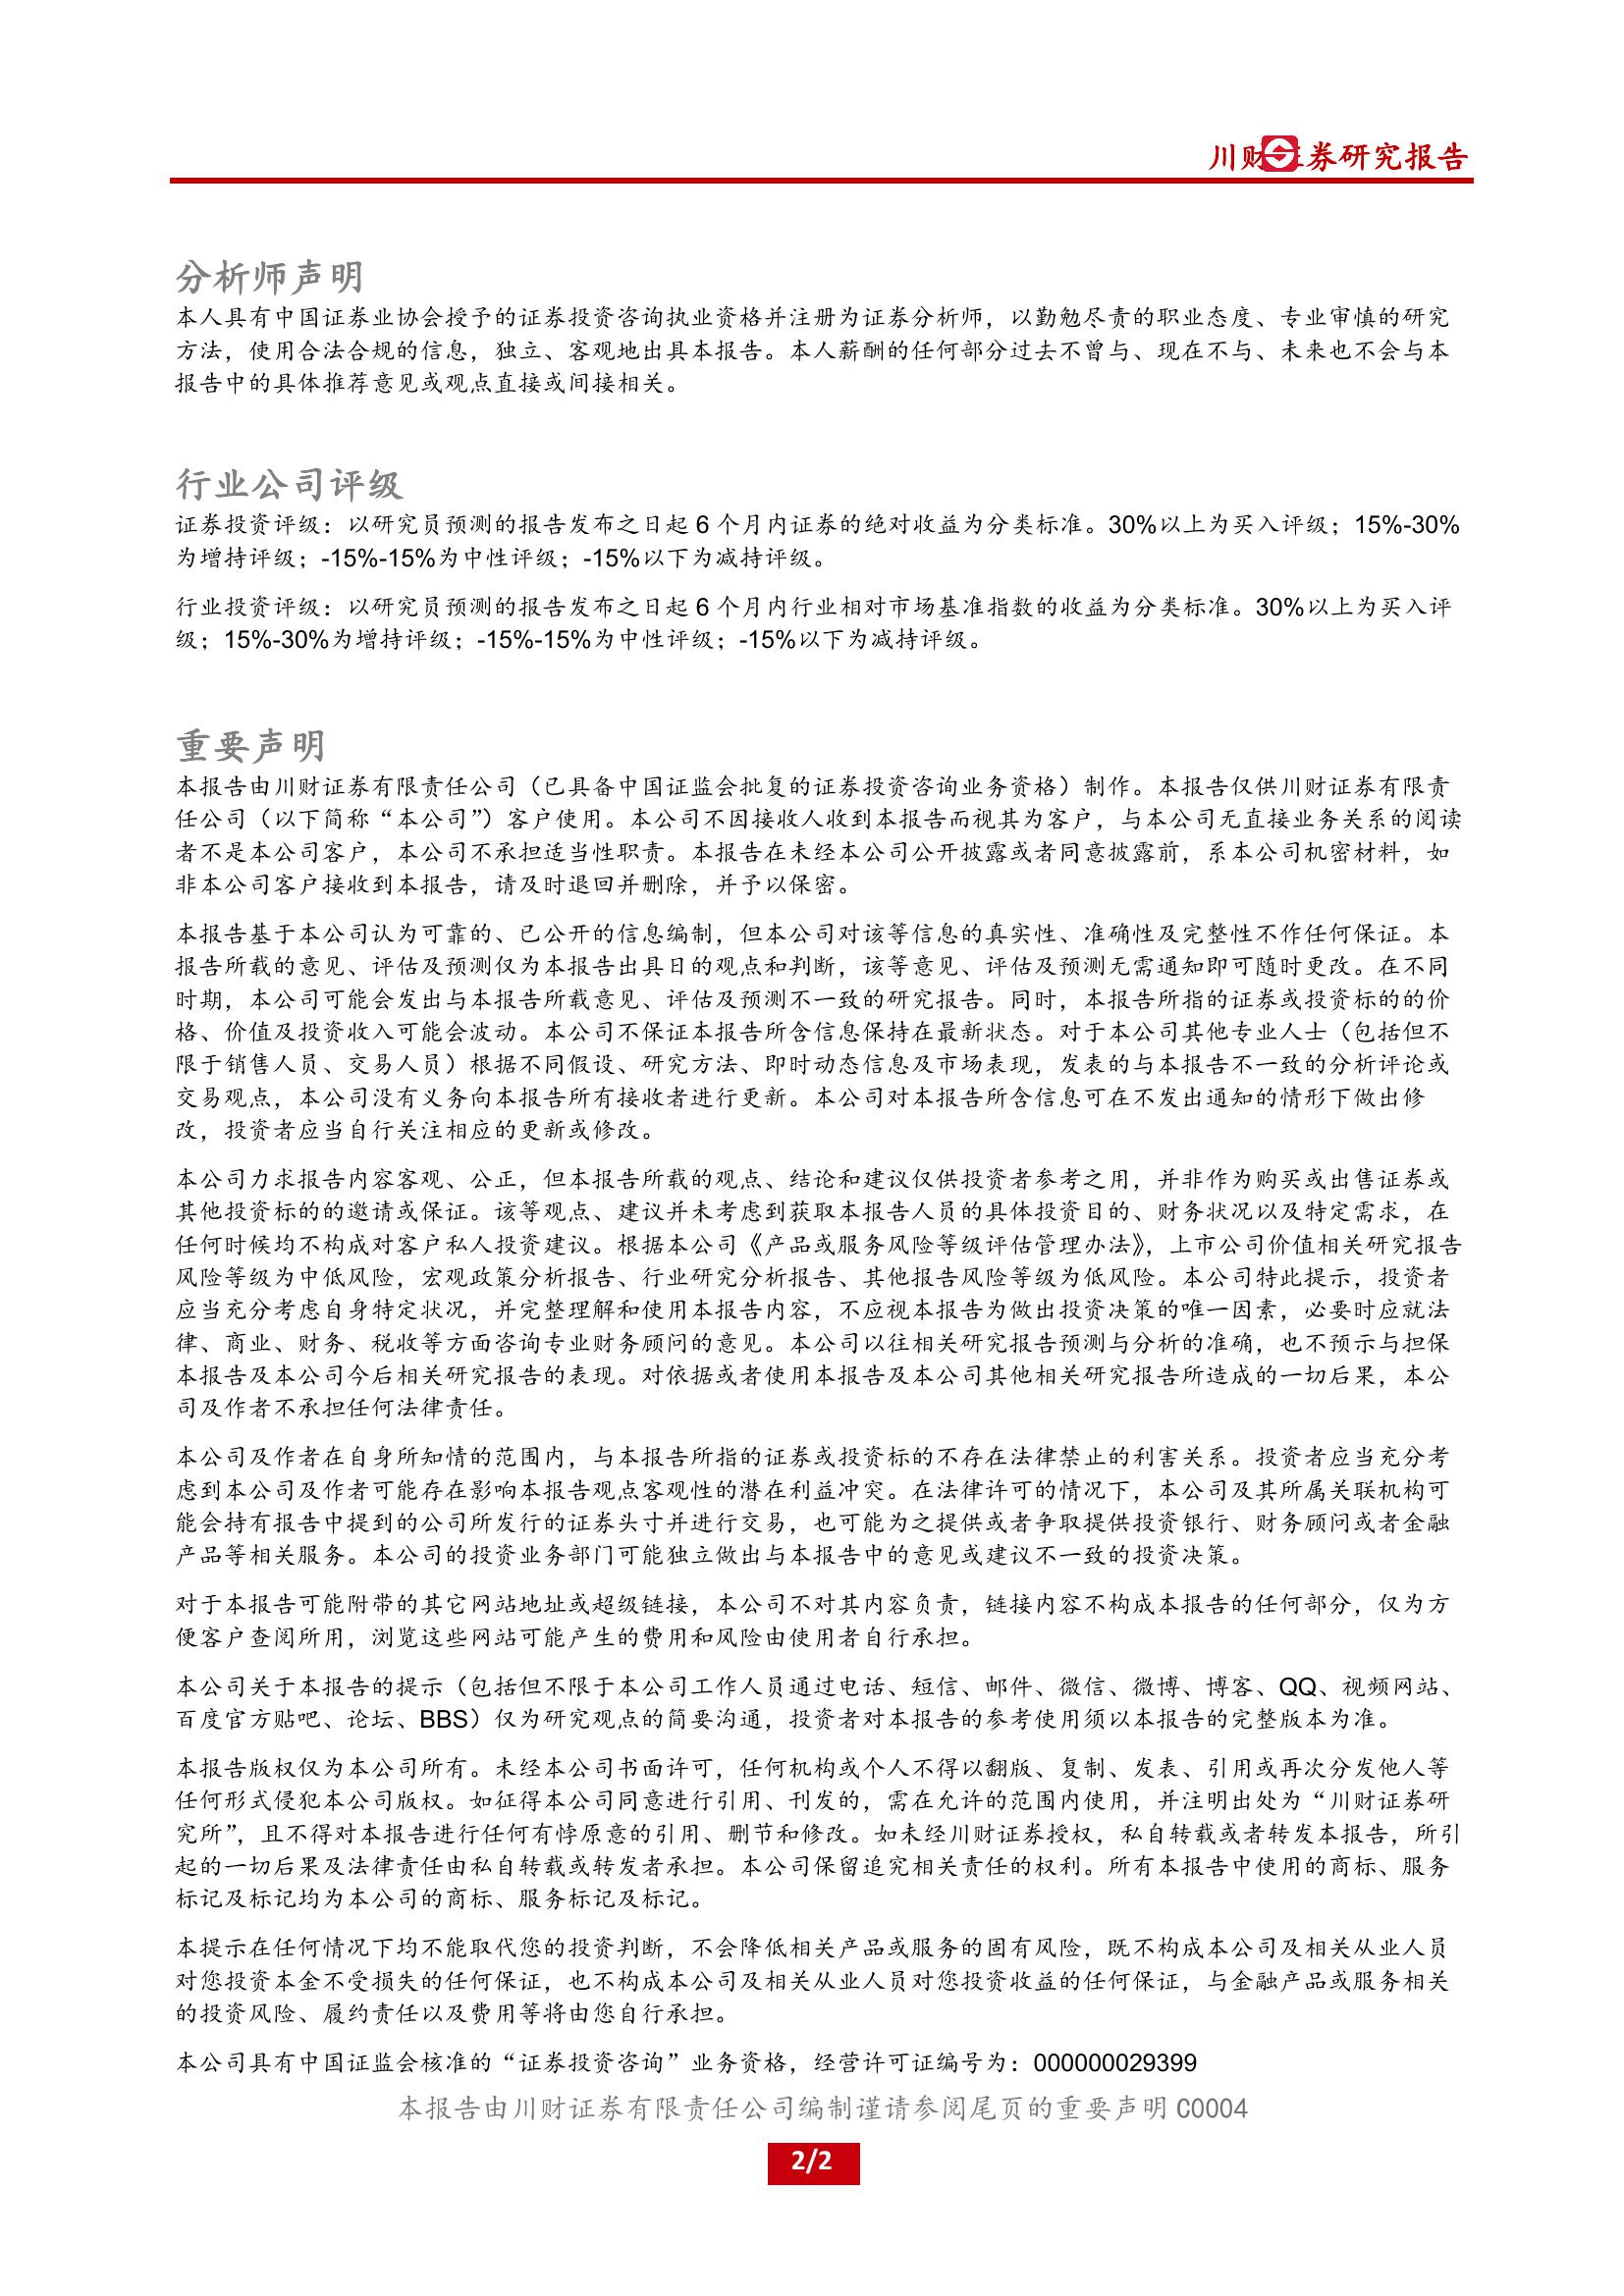 川财证券研究报告
分析师声明
本人具有中国证券业协会授予的证券投资咨询执业资格并注册为证券分析师，以勤勉尽责的职业态度、专业审慎的研究
方法，使用合法合规的信息，独立、客观地出具本报告。本人薪酬的任何部分过去不曾与、现在不与、未来也不会与本
报告中的具体推荐意见或观点直接或间接相关。
行业公司评级
证券投资评级：以研究员预测的报告发布之日起 6 个月内证券的绝对收益为分类标准。30%以上为买入评级；15%-30%
为增持评级；-15%-15%为中性评级；-15%以下为减持评级。
行业投资评级：以研究员预测的报告发布之日起 6 个月内行业相对市场基准指数的收益为分类标准。30%以上为买入评
级；15%-30%为增持评级；-15%-15%为中性评级；-15%以下为减持评级。
重要声明
本报告由川财证券有限责任公司（已具备中国证监会批复的证券投资咨询业务资格）制作。本报告仅供川财证券有限责
任公司（以下简称“本公司”）客户使用。本公司不因接收人收到本报告而视其为客户，与本公司无直接业务关系的阅读
者不是本公司客户，本公司不承担适当性职责。本报告在未经本公司公开披露或者同意披露前，系本公司机密材料，如
非本公司客户接收到本报告，请及时退回并删除，并予以保密。
本报告基于本公司认为可靠的、已公开的信息编制，但本公司对该等信息的真实性、准确性及完整性不作任何保证。本
报告所载的意见、评估及预测仅为本报告出具日的观点和判断，该等意见、评估及预测无需通知即可随时更改。在不同
时期，本公司可能会发出与本报告所载意见、评估及预测不一致的研究报告。同时，本报告所指的证券或投资标的的价
格、价值及投资收入可能会波动。本公司不保证本报告所含信息保持在最新状态。对于本公司其他专业人士（包括但不
限于销售人员、交易人员）根据不同假设、研究方法、即时动态信息及市场表现，发表的与本报告不一致的分析评论或
交易观点，本公司没有义务向本报告所有接收者进行更新。本公司对本报告所含信息可在不发出通知的情形下做出修
改，投资者应当自行关注相应的更新或修改。
本公司力求报告内容客观、公正，但本报告所载的观点、结论和建议仅供投资者参考之用，并非作为购买或出售证券或
其他投资标的的邀请或保证。该等观点、建议并未考虑到获取本报告人员的具体投资目的、财务状况以及特定需求，在
任何时候均不构成对客户私人投资建议。根据本公司《产品或服务风险等级评估管理办法》，上市公司价值相关研究报告
风险等级为中低风险，宏观政策分析报告、行业研究分析报告、其他报告风险等级为低风险。本公司特此提示，投资者
应当充分考虑自身特定状况，并完整理解和使用本报告内容，不应视本报告为做出投资决策的唯一因素，必要时应就法
律、商业、财务、税收等方面咨询专业财务顾问的意见。本公司以往相关研究报告预测与分析的准确，也不预示与担保
本报告及本公司今后相关研究报告的表现。对依据或者使用本报告及本公司其他相关研究报告所造成的一切后果，本公
司及作者不承担任何法律责任。
本公司及作者在自身所知情的范围内，与本报告所指的证券或投资标的不存在法律禁止的利害关系。投资者应当充分考
虑到本公司及作者可能存在影响本报告观点客观性的潜在利益冲突。在法律许可的情况下，本公司及其所属关联机构可
能会持有报告中提到的公司所发行的证券头寸并进行交易，也可能为之提供或者争取提供投资银行、财务顾问或者金融
产品等相关服务。本公司的投资业务部门可能独立做出与本报告中的意见或建议不一致的投资决策。
对于本报告可能附带的其它网站地址或超级链接，本公司不对其内容负责，链接内容不构成本报告的任何部分，仅为方
便客户查阅所用，浏览这些网站可能产生的费用和风险由使用者自行承担。
本公司关于本报告的提示（包括但不限于本公司工作人员通过电话、短信、邮件、微信、微博、博客、QQ、视频网站、
百度官方贴吧、论坛、BBS）仅为研究观点的简要沟通，投资者对本报告的参考使用须以本报告的完整版本为准。
本报告版权仅为本公司所有。未经本公司书面许可，任何机构或个人不得以翻版、复制、发表、引用或再次分发他人等
任何形式侵犯本公司版权。如征得本公司同意进行引用、刊发的，需在允许的范围内使用，并注明出处为“川财证券研
究所”，且不得对本报告进行任何有悖原意的引用、删节和修改。如未经川财证券授权，私自转载或者转发本报告，所引
起的一切后果及法律责任由私自转载或转发者承担。本公司保留追究相关责任的权利。所有本报告中使用的商标、服务
标记及标记均为本公司的商标、服务标记及标记。
本提示在任何情况下均不能取代您的投资判断，不会降低相关产品或服务的固有风险，既不构成本公司及相关从业人员
对您投资本金不受损失的任何保证，也不构成本公司及相关从业人员对您投资收益的任何保证，与金融产品或服务相关
的投资风险、履约责任以及费用等将由您自行承担。
本公司具有中国证监会核准的“证券投资咨询”业务资格，经营许可证编号为：000000029399
本报告由川财证券有限责任公司编制谨请参阅尾页的重要声明 C0004
2/2